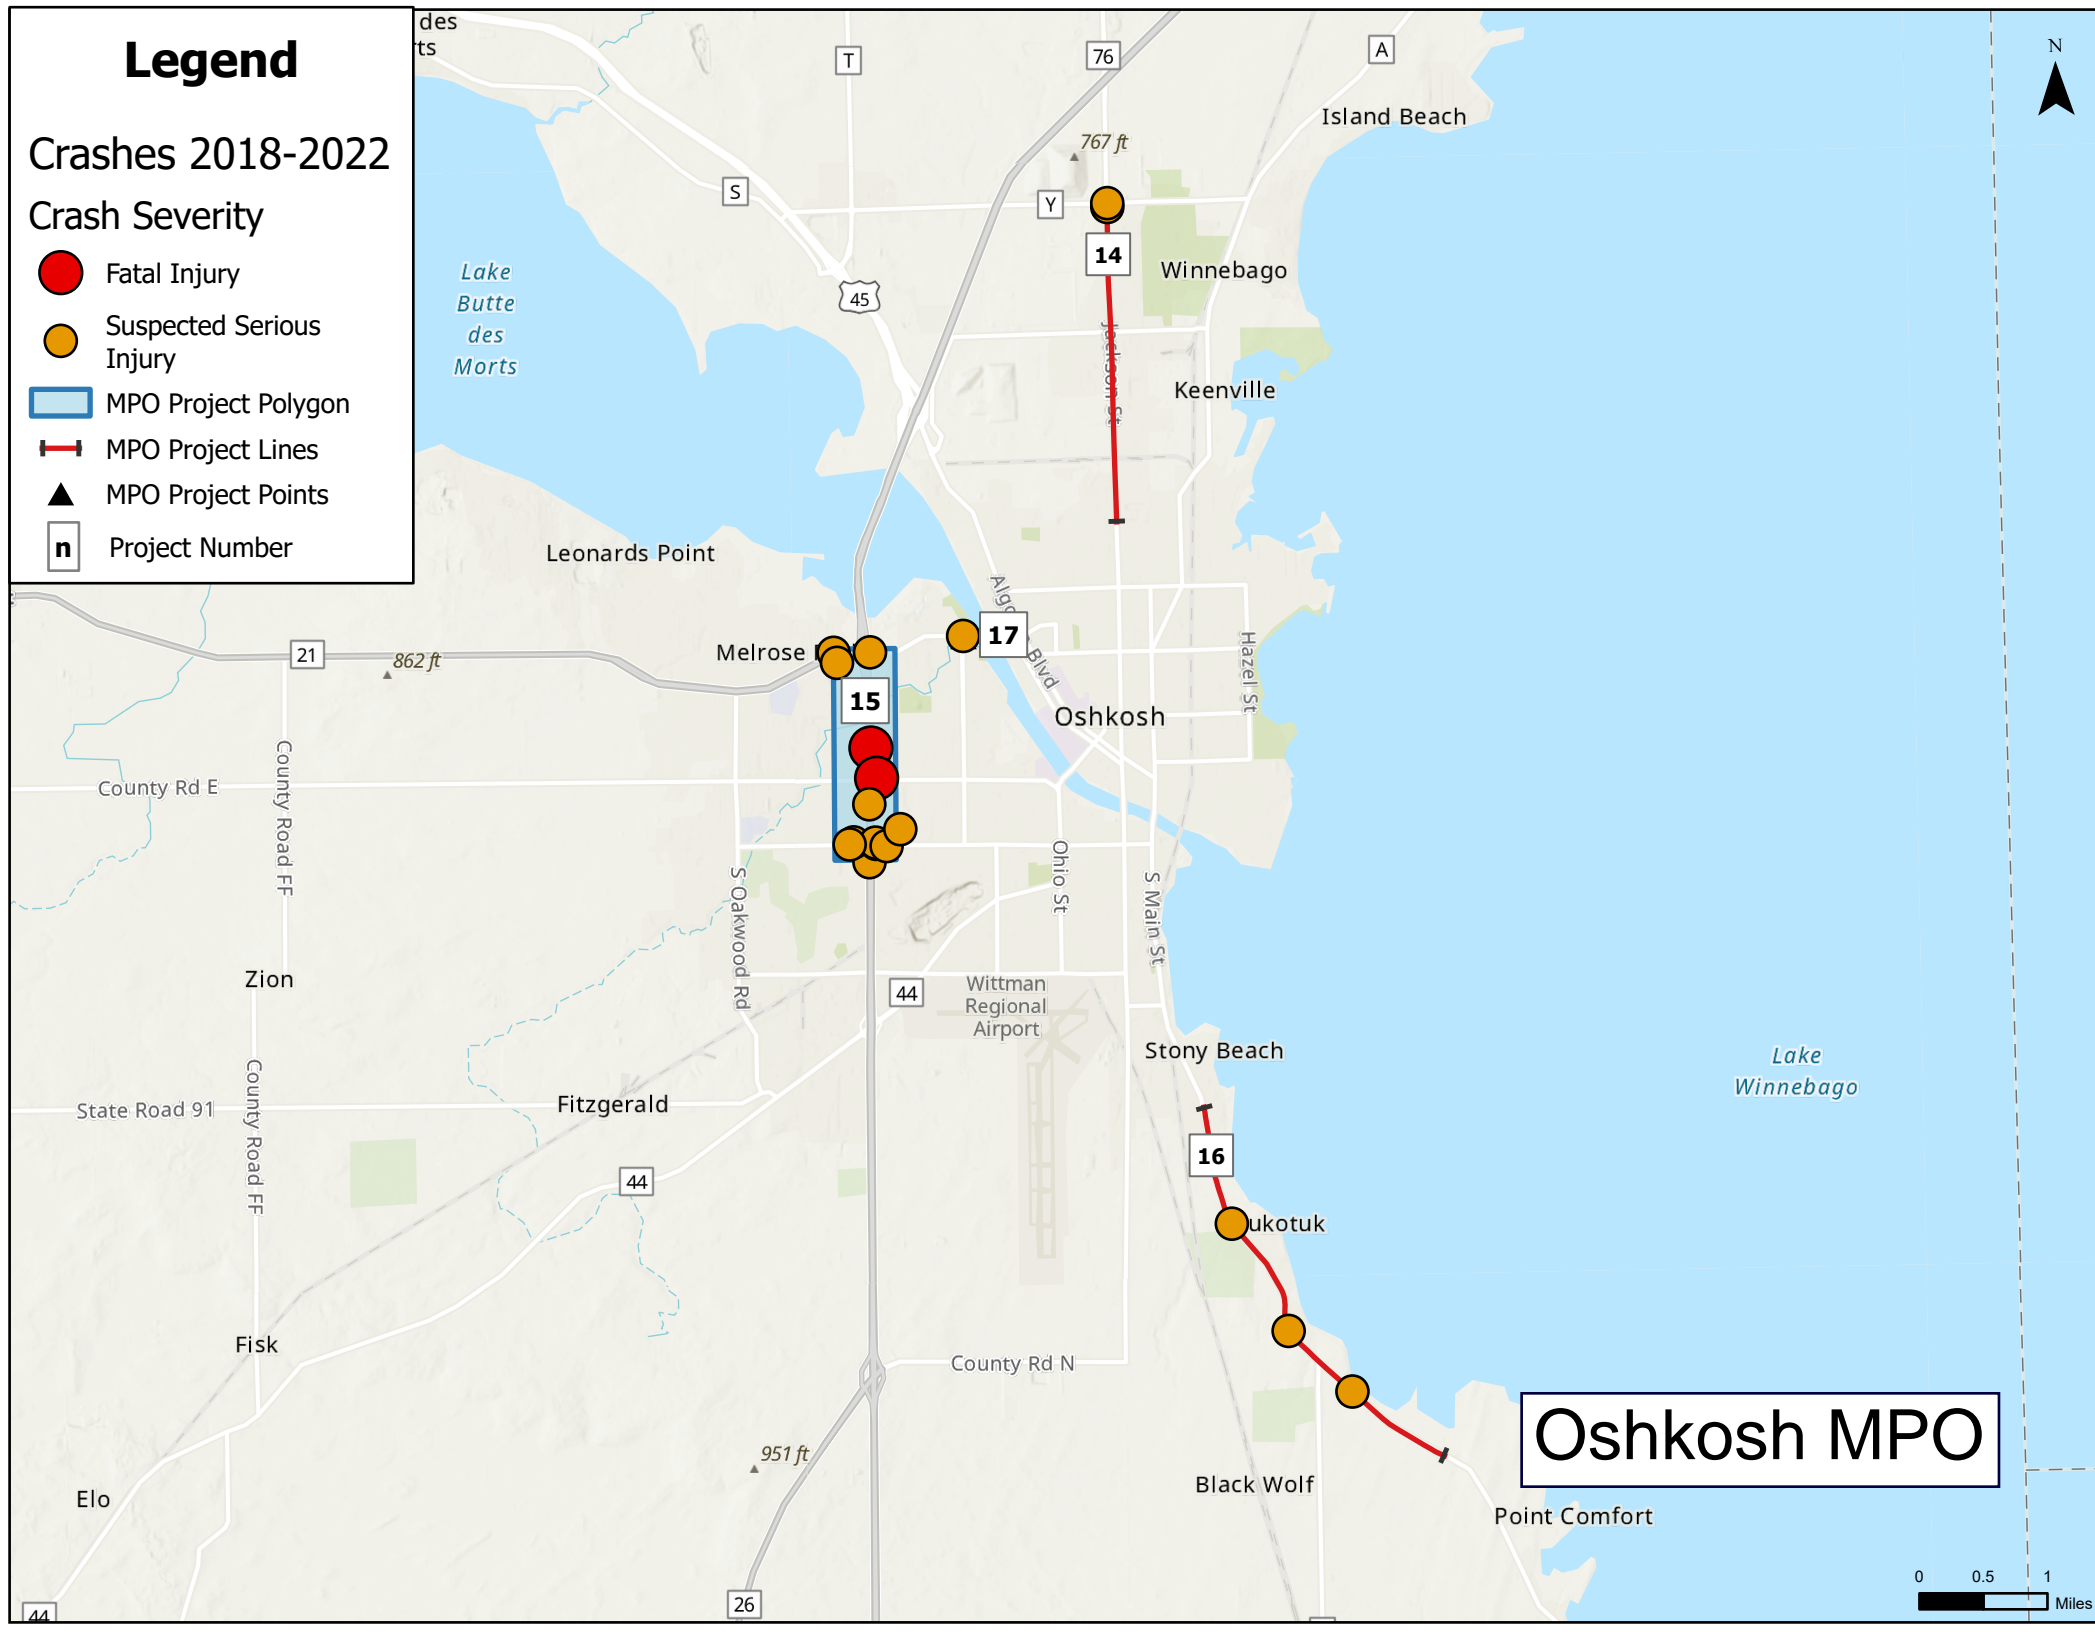 Legend
Crashes 2018-2022
Crash Severity
Fatal Injury
Suspected Serious
Injury
MPO Project Polygon
MPO Project Lines
MPO Project Points
n Project Number
des
T
76
A
N
Island Beach
767 ft
S
Y
14
Winnebago
45
Lake
Butte
des
Morts
Jackson St
Keenville
Leonards Point
Algo
Blvd
17
Melrose
21
862 ft
Hazel St
15
Oshkosh
County Rd E
County Road FF
S Oakwood Rd
Ohio St
S Main St
Zion
44
Wittman
Regional
Airport
Stony Beach
Lake
Winnebago
County Road FF
State Road 91
Fitzgerald
16
44
ukotuk
Fisk
County Rd N
Oshkosh MPO
951 ft
Black Wolf
Elo
Point Comfort
0 0.5 1
Miles
26
44